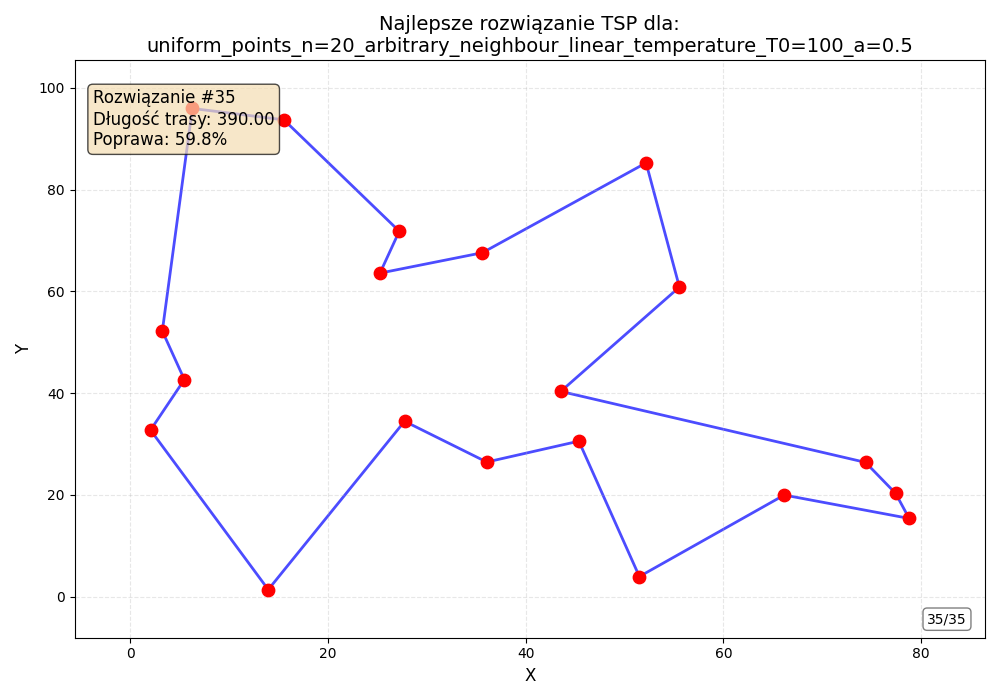 Najlepsze rozwiązanie TSP dla:
uniform_points_n=20_arbitrary_neighbour_linear_temperature_T0=100_a=0.5
Rozwiązanie #35
Długość trasy: 390.00
Poprawa: 59.8%
100
80
60
40
20
0
Y
0 20 40 60 80
X
35/35